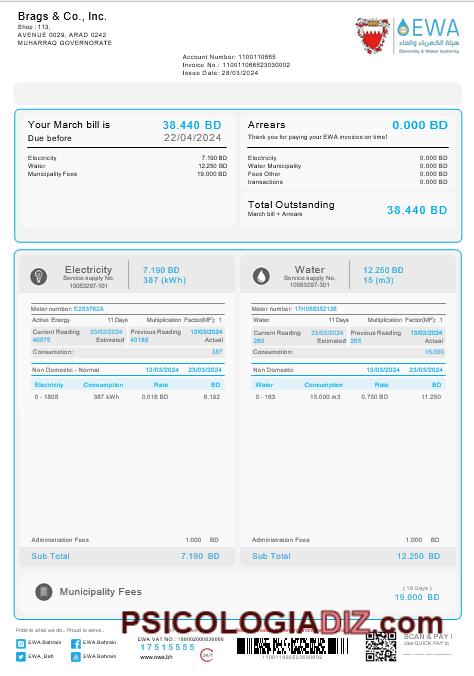 Brags & Co., Inc.
Shop : 113,
AVENUE 0029, ARAD 0242
MUHARRAQ GOVERNORATE
EWA
هيئة الكهرباء والماء
Electricity & Water Authority
Account Number: 1100110665
Invoice No.: 110011066523030002
Issue Date: 28/03/2024
Your March bill is 38.440 BD
Due before 22/04/2024
Electricity 7.190 BD
Water 12.250 BD
Municipality Fees 19.000 BD
Arrears 0.000 BD
Thank you for paying your EWA invoices on time!
Electricity 0.000 BD
Water Municipality 0.000 BD
Fees Other 0.000 BD
transactions 0.000 BD
Total Outstanding
March bill + Arrears
38.440 BD
Electricity
Service supply No.
10053297-101
7.190 BD
387 (kWh)
Meter number: E253762A
Active Energy 11 Days Multiplication Factor(MF): 1
Current Reading 23/03/2024 Previous Reading 13/03/2024
40575 Estimated 40188 Actual
Consumation: 387
Non Domestic - Normal 13/03/2024 23/03/2024
Electricity Consumption Rate BD
0 - 1808 387 kWh 0.016 BD 6.192
Administration Fees 1.000 BD
Sub Total 7.190 BD
Water
Service supply No.
10053297-301
12.250 BD
15 (m3)
Meter number: 17H058352126
Water 11 Days Multiplication Factor(MF): 1
Current Reading 23/03/2024 Previous Reading 13/03/2024
280 Estimated 265 Actual
Consumation: 15.000
Non Domestic 13/03/2024 23/03/2024
Water Consumption Rate BD
0 - 163 15.000 m3 0.750 BD 11.250
Administration Fees 1.000 BD
Sub Total 12.250 BD
Municipality Fees
( 19 Days )
19.000 BD
PSICOLOGIADIZ.com
Pride in what we do.. Proud to serve..
EWA.Bahrain
EWA.Bahrain
EWA_Bah
EWA Bahrain
EWA VAT NO.: 100002000030000
17515555
www.ewa.bh
24/7
SCAN & PAY !
Use QUICK PAY to